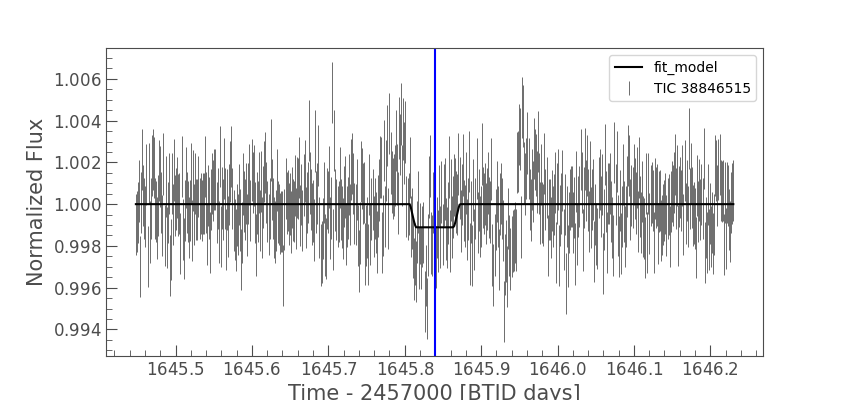 fit_model
TIC 38846515
1.006
1.004
1.002
1.000
0.998
0.996
0.994
Normalized Flux
1645.5 1645.6 1645.7 1645.8 1645.9 1646.0 1646.1 1646.2
Time - 2457000 [BTJD days]